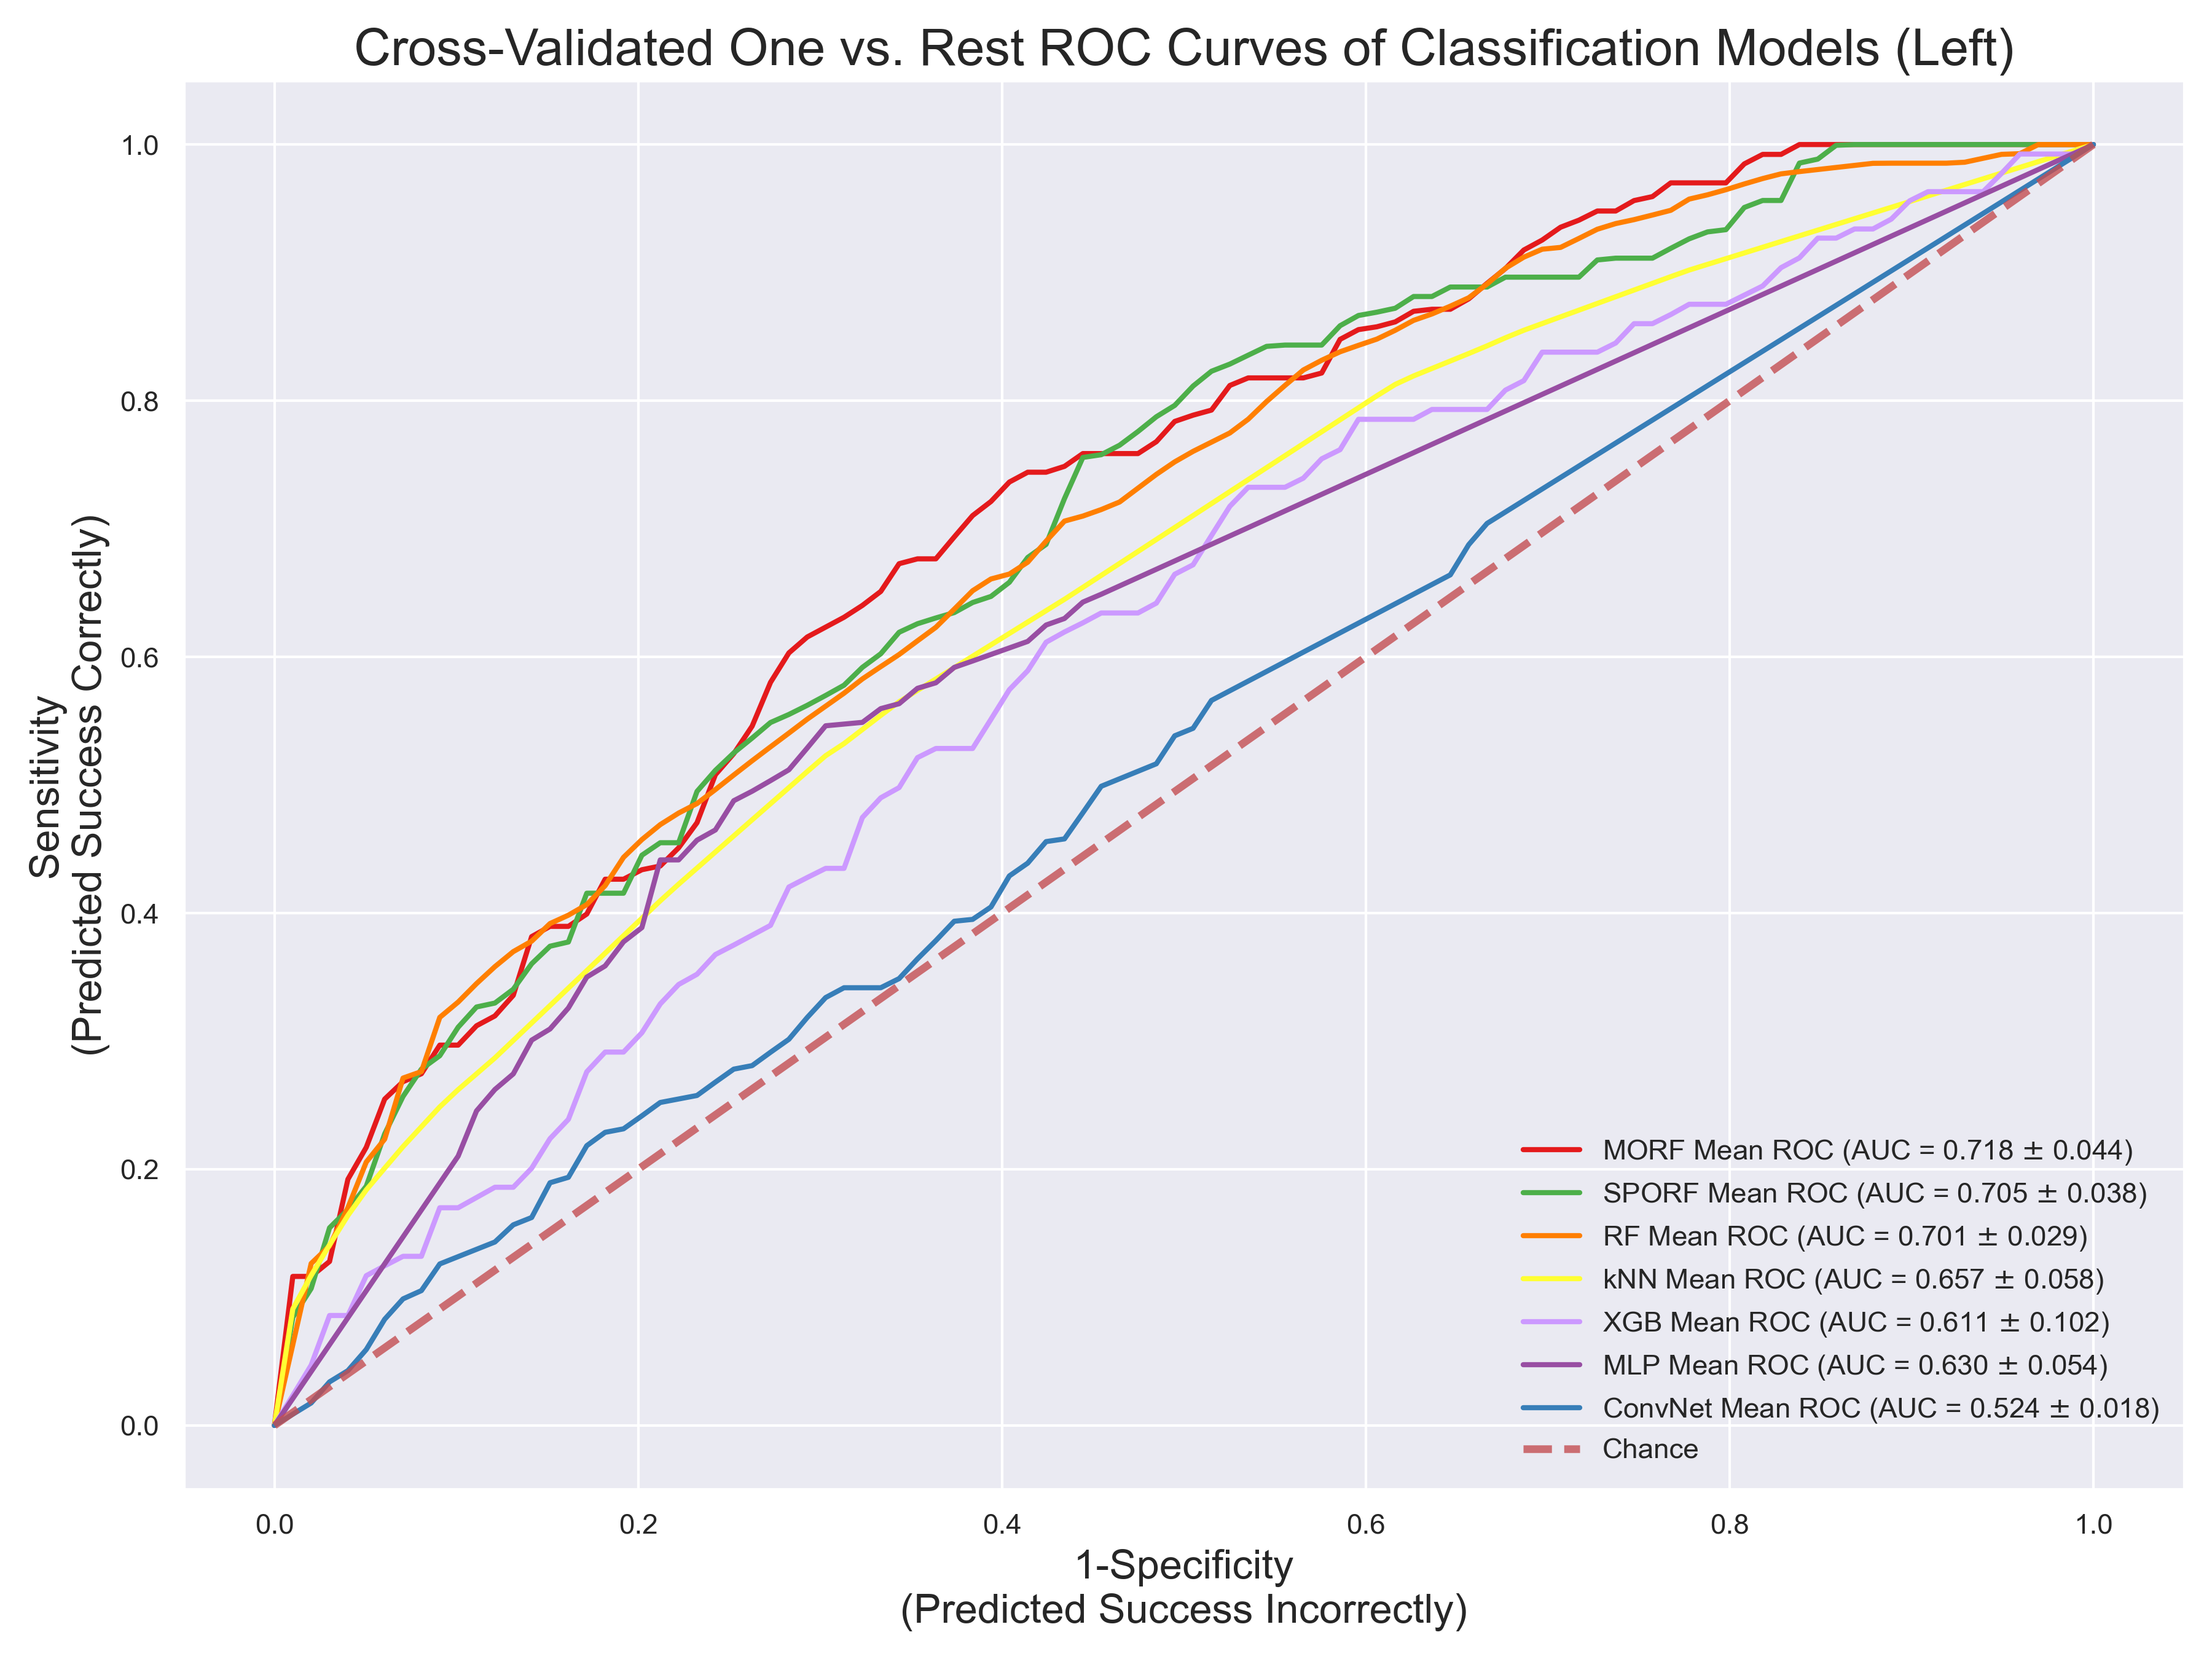 Cross-Validated One vs. Rest ROC Curves of Classification Models (Left)
1.0
0.8
0.6
0.4
0.2
0.0
Sensitivity
(Predicted Success Correctly)
MORF Mean ROC (AUC = 0.718 ± 0.044)
SPORF Mean ROC (AUC = 0.705 ± 0.038)
RF Mean ROC (AUC = 0.701 ± 0.029)
kNN Mean ROC (AUC = 0.657 ± 0.058)
XGB Mean ROC (AUC = 0.611 ± 0.102)
MLP Mean ROC (AUC = 0.630 ± 0.054)
ConvNet Mean ROC (AUC = 0.524 ± 0.018)
Chance
0.0 0.2 0.4 0.6 0.8 1.0
1-Specificity
(Predicted Success Incorrectly)